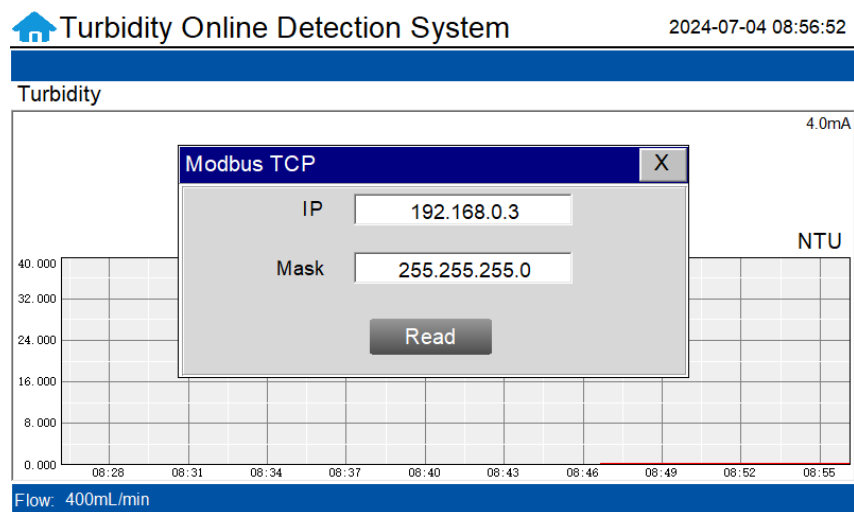 Turbidity Online Detection System 2024-07-04 08:56:52
Turbidity
4.0mA
Modbus TCP X
IP 192.168.0.3
NTU
Mask 255.255.255.0
Read
40.000
32.000
24.000
16.000
8.000
0.000
08:28 08:31 08:34 08:37 08:40 08:43 08:46 08:49 08:52 08:55
Flow: 400mL/min